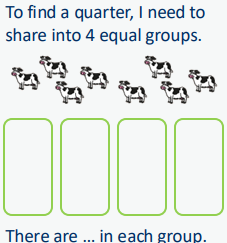 To find a quarter, I need to
share into 4 equal groups.
There are ... in each group.